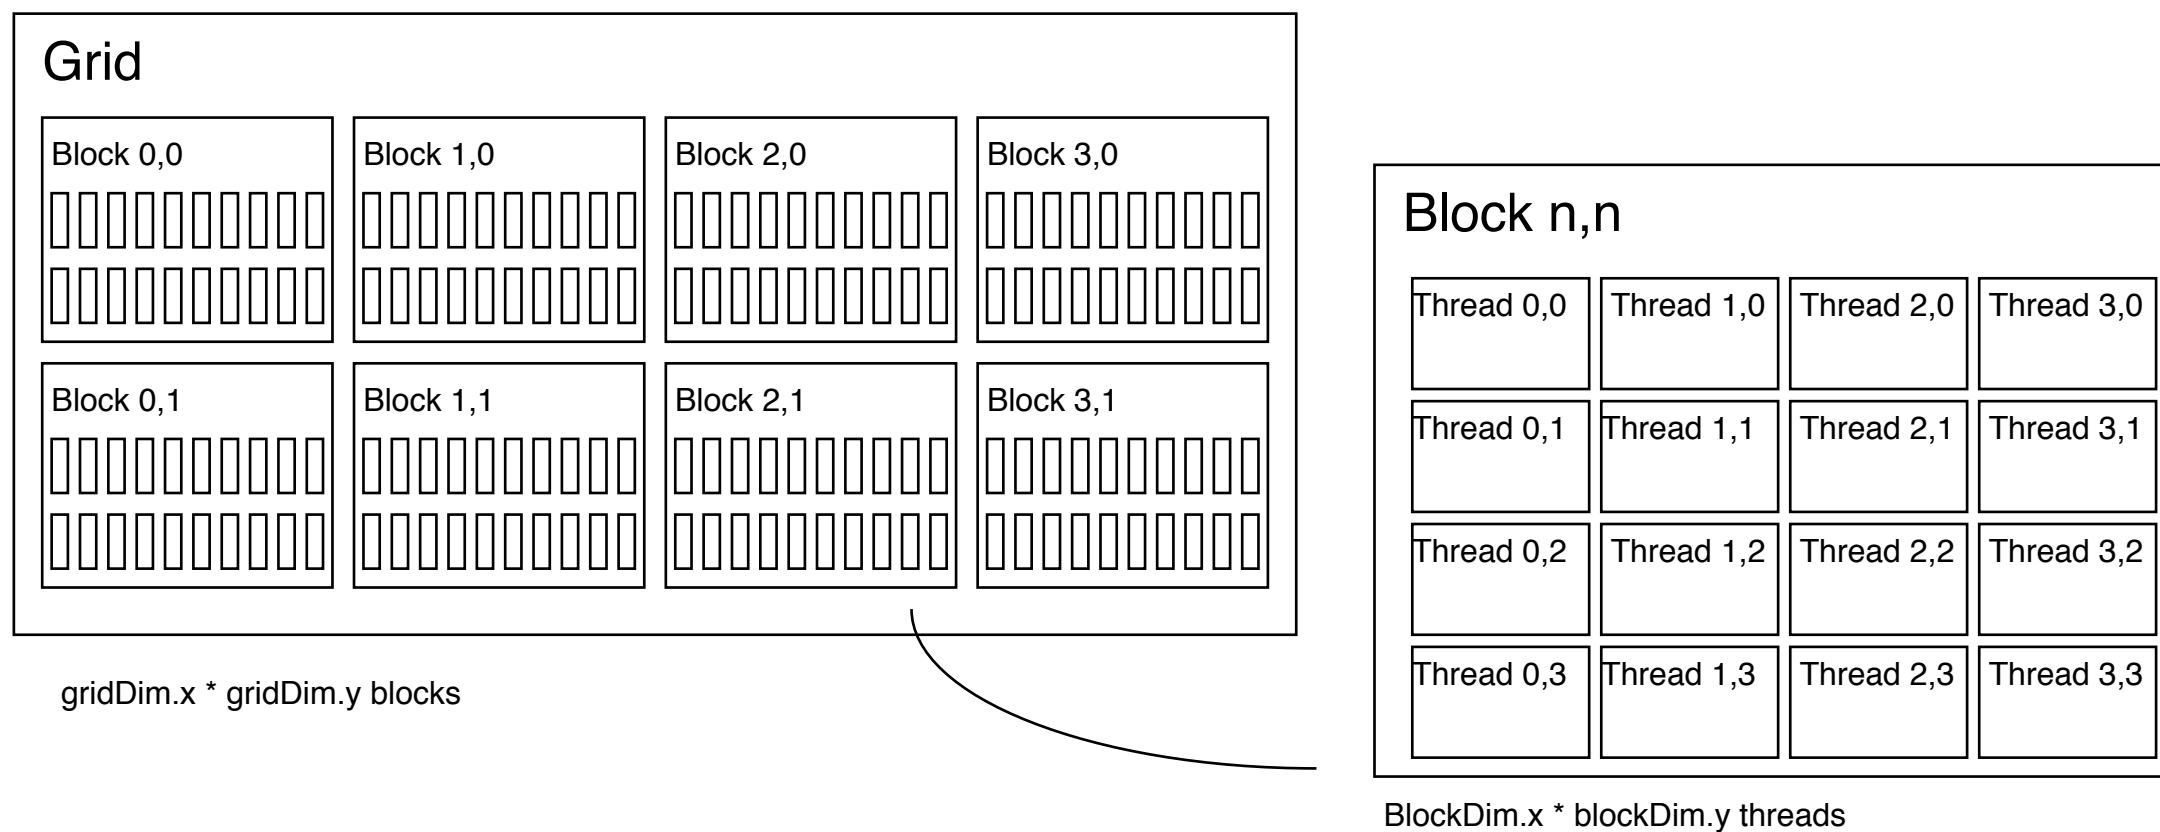 Grid
Block 0,0 Block 1,0 Block 2,0 Block 3,0
Block 0,1 Block 1,1 Block 2,1 Block 3,1
gridDim.x * gridDim.y blocks
Block n,n
Thread 0,0 Thread 1,0 Thread 2,0 Thread 3,0
Thread 0,1 Thread 1,1 Thread 2,1 Thread 3,1
Thread 0,2 Thread 1,2 Thread 2,2 Thread 3,2
Thread 0,3 Thread 1,3 Thread 2,3 Thread 3,3
BlockDim.x * blockDim.y threads